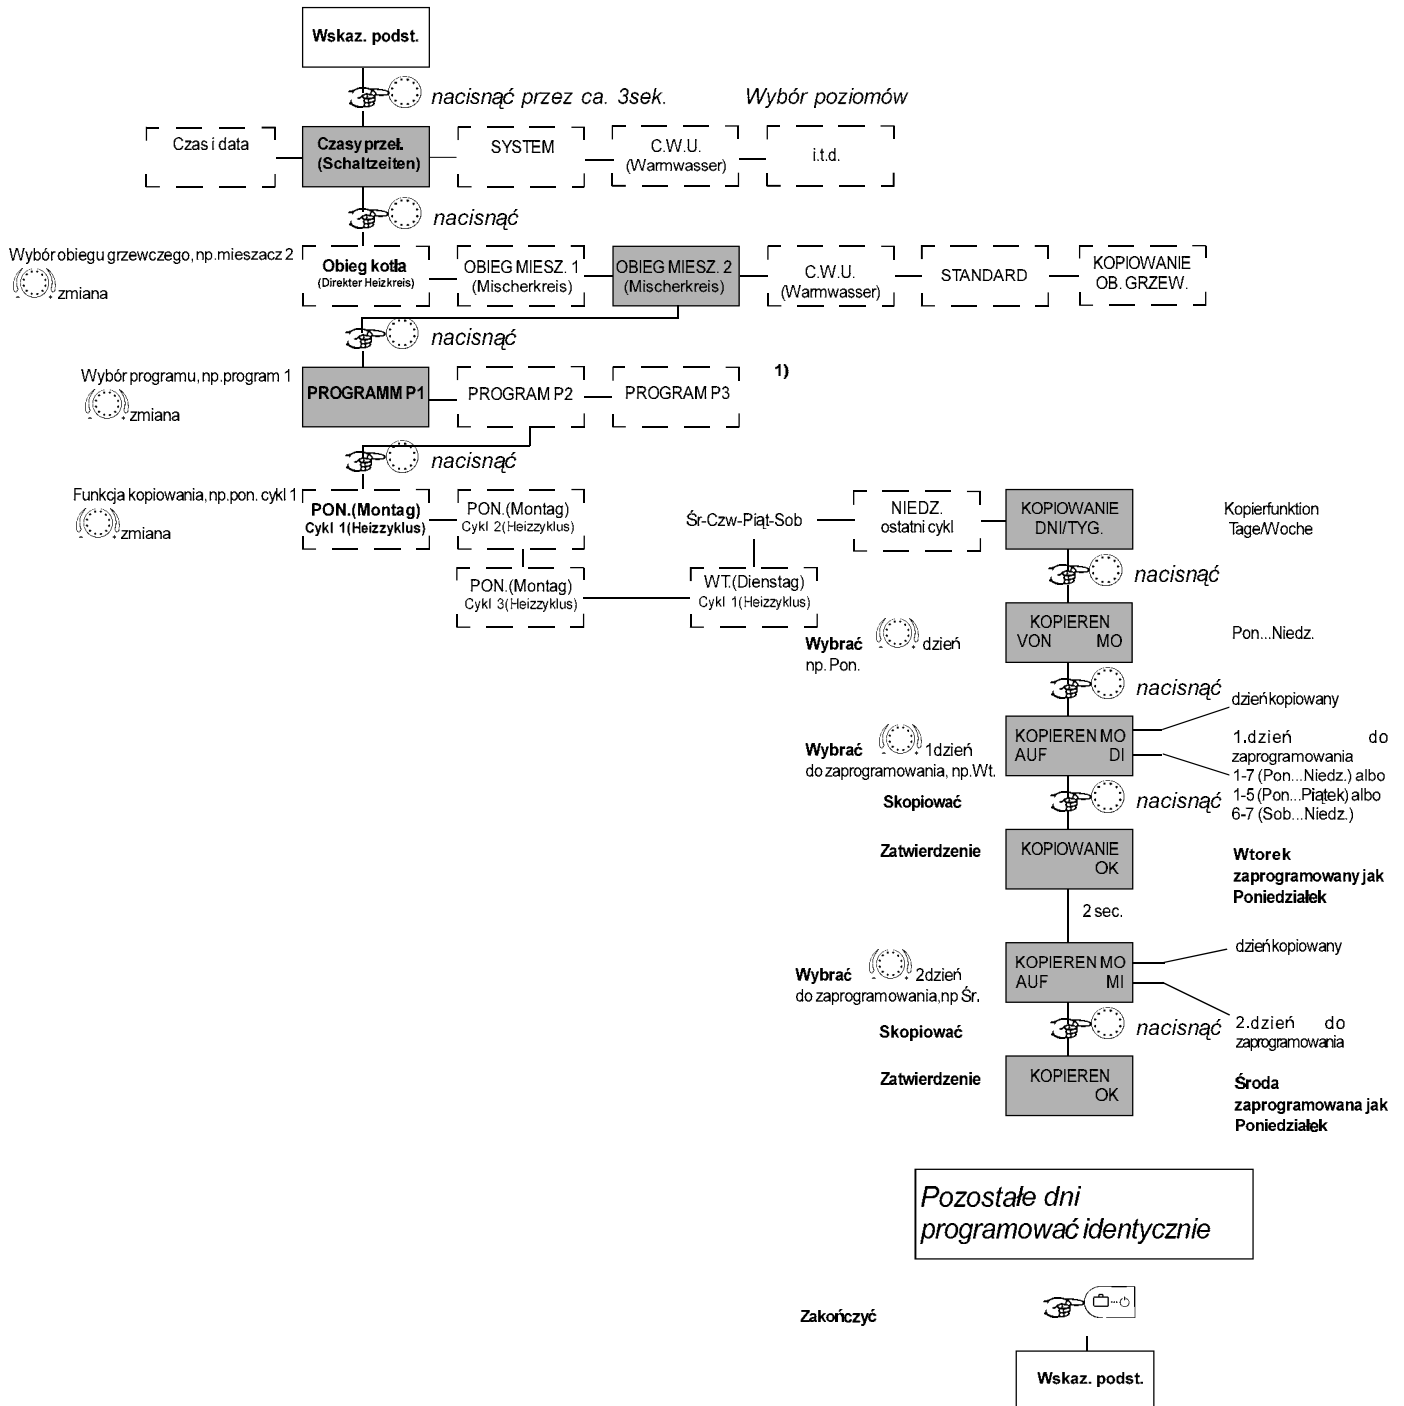 Wskaz. podst.
nacisnąć przez ca. 3sek.
Wybór poziomów
Czas i data
Czasy przeł.
(Schaltzeiten)
SYSTEM
C.W.U.
(Warmwasser)
i.t.d.
nacisnąć
Wybór obiegu grzewczego, np.mieszacz 2
- + zmiana
Obieg kotła
(Direkter Heizkreis)
OBIEG MIESZ. 1
(Mischerkreis)
OBIEG MIESZ. 2
(Mischerkreis)
C.W.U.
(Warmwasser)
STANDARD
KOPIOWANIE
OB. GRZEW.
nacisnąć
Wybór programu, np.program 1
- + zmiana
PROGRAMM P1
PROGRAM P2
PROGRAM P3
1)
nacisnąć
Funkcja kopiowania, np.pon. cykl 1
- + zmiana
PON.(Montag)
Cykl 1(Heizzyklus)
PON.(Montag)
Cykl 2(Heizzyklus)
PON.(Montag)
Cykl 3(Heizzyklus)
WT.(Dienstag)
Cykl 1(Heizzyklus)
Śr-Czw-Piąt-Sob
NIEDZ.
ostatni cykl
KOPIOWANIE
DNI/TYG.
Kopierfunktion
Tage/Woche
nacisnąć
Wybrać - + dzień
np. Pon.
KOPIEREN
VON MO
Pon...Niedz.
nacisnąć
dzień kopiowany
Wybrać - + 1dzień
do zaprogramowania, np.Wt.
KOPIEREN MO
AUF DI
1.dzień do
zaprogramowania
1-7 (Pon...Niedz.) albo
1-5 (Pon...Piątek) albo
6-7 (Sob...Niedz.)
Skopiować
nacisnąć
Zatwierdzenie
KOPIOWANIE
OK
Wtorek
zaprogramowany jak
Poniedziałek
2 sec.
dzień kopiowany
Wybrać - + 2dzień
do zaprogramowania,np Śr.
KOPIEREN MO
AUF MI
Skopiować
nacisnąć
2.dzień do
zaprogramowania
Zatwierdzenie
KOPIEREN
OK
Środa
zaprogramowana jak
Poniedziałek
Pozostałe dni
programować identycznie
Zakończyć
Wskaz. podst.